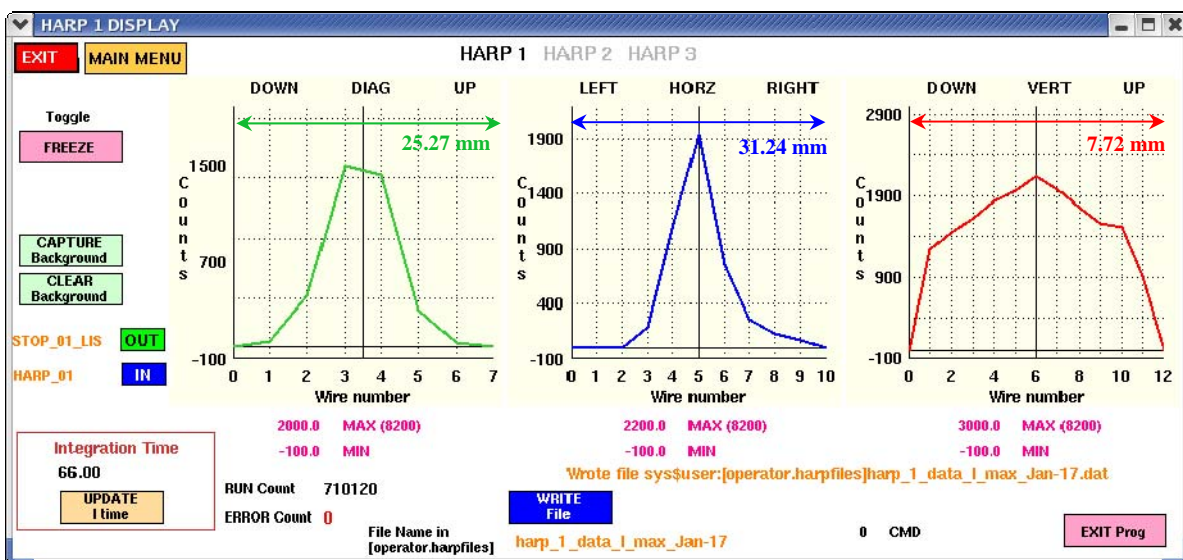 HARP 1 DISPLAY
EXIT MAIN MENU HARP 1 HARP 2 HARP 3
DOWN DIAG UP LEFT HORZ RIGHT DOWN VERT UP
Toggle
FREEZE
25.27 mm 31.24 mm 7.72 mm
1500 700 -100
Counts
0 1 2 3 4 5 6 7
Wire number
1900 1400 900 400 -100
Counts
0 1 2 3 4 5 6 7 8 9 10
Wire number
2900 1900 900 -100
Counts
0 2 4 6 8 10 12
Wire number
CAPTURE
Background
CLEAR
Background
STOP_01_LIS OUT
HARP_01 IN
2000.0 MAX (8200) 2200.0 MAX (8200) 3000.0 MAX (8200)
-100.0 MIN -100.0 MIN -100.0 MIN
Integration Time
66.00
UPDATE
I time
Wrote file sys$user:[operator.harpfiles]harp_1_data_I_max_Jan-17.dat
RUN Count 710120
ERROR Count 0
WRITE
File
File Name in
[operator.harpfiles] harp_1_data_I_max_Jan-17
0 CMD
EXIT Prog